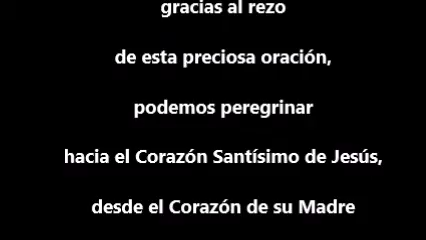 gracias al rezo
de esta preciosa oración,
podemos peregrinar
hacia el Corazón Santísimo de Jesús,
desde el Corazón de su Madre